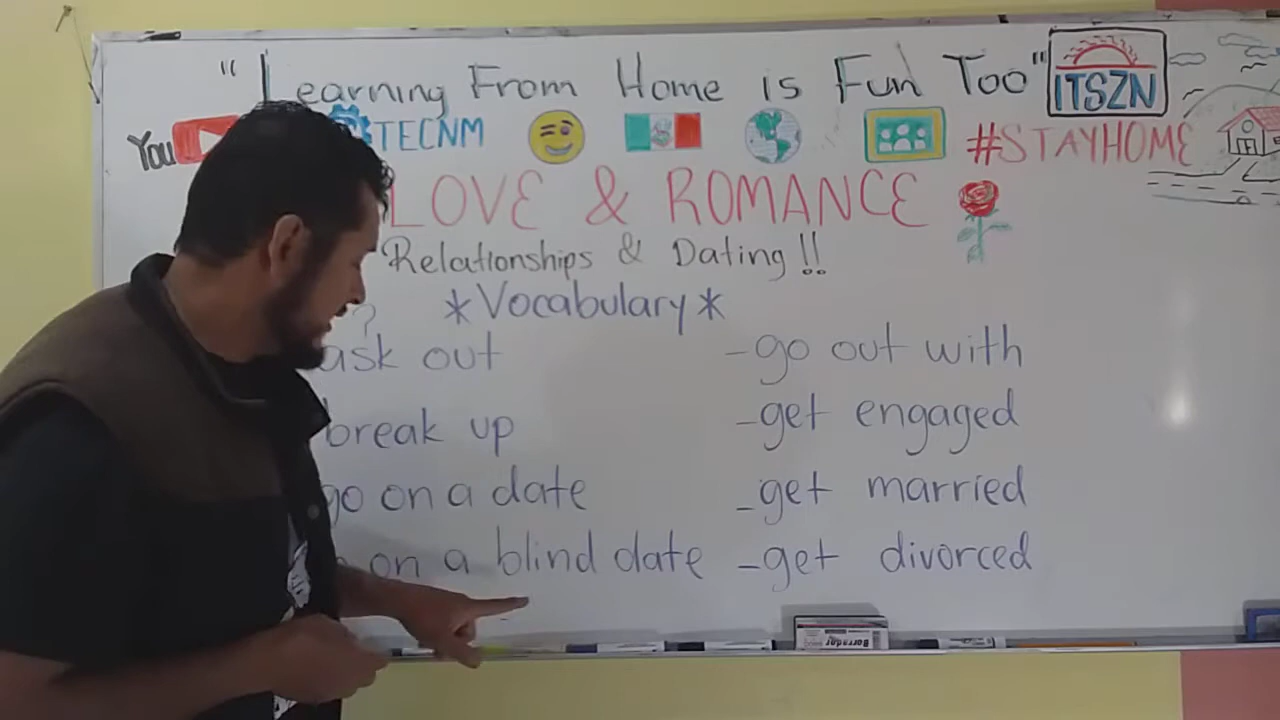 "Learning From Home is Fun Too"
ITSZN
You
TECNM
#STAYHOME
LOVE & ROMANCE
Relationships & Dating!!
?
*Vocabulary*
ask out
-go out with
break up
-get engaged
go on a date
-get married
on a blind date
-get divorced
Borrador